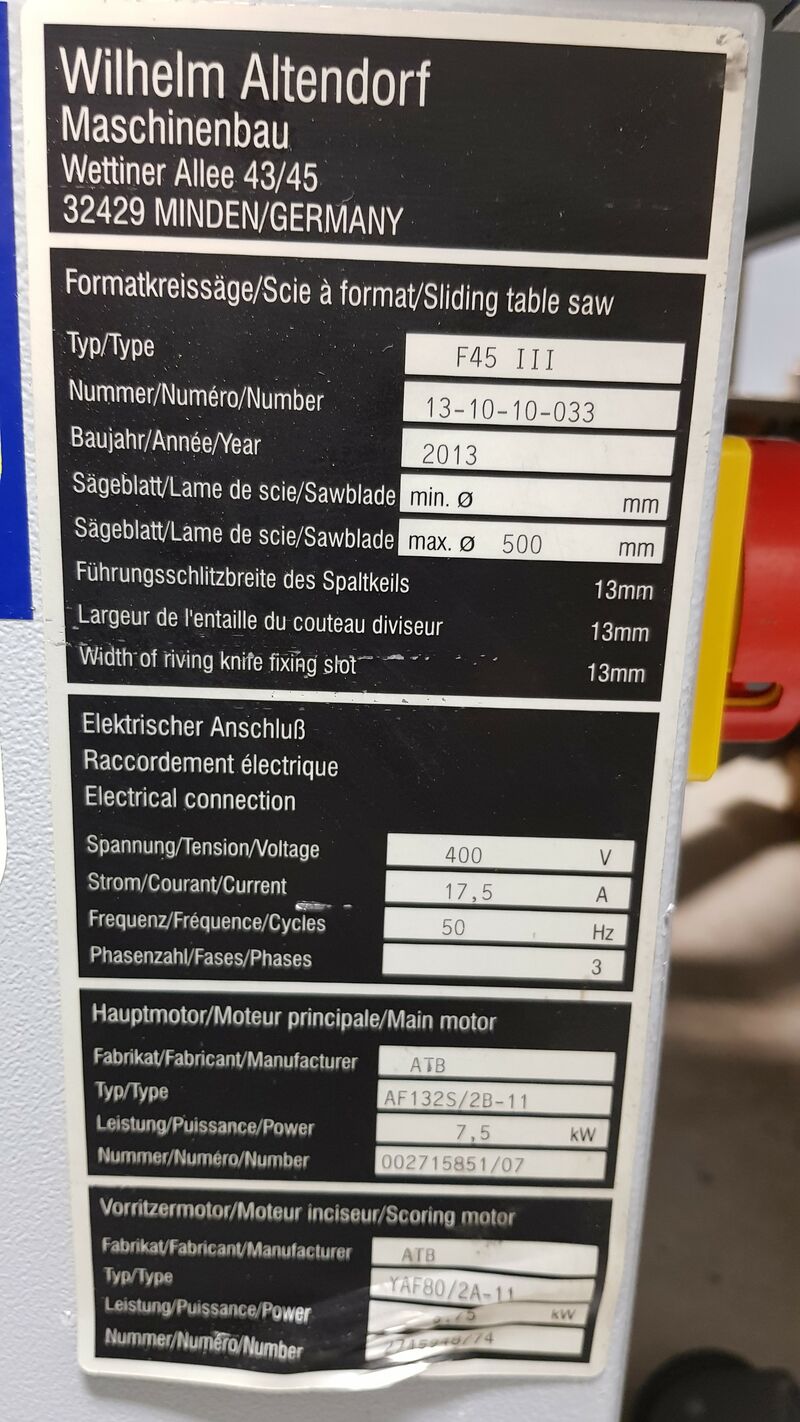 Wilhelm Altendorf
Maschinenbau
Wettiner Allee 43/45
32429 MINDEN/GERMANY
Formatkreissäge/Scie à format/Sliding table saw
Typ/Type F45 III
Nummer/Numéro/Number 13-10-10-033
Baujahr/Année/Year 2013
Sägeblatt/Lame de scie/Sawblade min. ø mm
Sägeblatt/Lame de scie/Sawblade max. ø 500 mm
Führungsschlitzbreite des Spaltkeils 13mm
Largeur de l'entaille du couteau diviseur 13mm
Width of riving knife fixing slot 13mm
Elektrischer Anschluß
Raccordement électrique
Electrical connection
Spannung/Tension/Voltage 400 V
Strom/Courant/Current 17,5 A
Frequenz/Fréquence/Cycles 50 Hz
Phasenzahl/Fases/Phases 3
Hauptmotor/Moteur principale/Main motor
Fabrikat/Fabricant/Manufacturer ATB
Typ/Type AF132S/2B-11
Leistung/Puissance/Power 7,5 kW
Nummer/Numéro/Number 002715851/07
Vorritzermotor/Moteur inciseur/Scoring motor
Fabrikat/Fabricant/Manufacturer ATB
Typ/Type YAF80/2A-11
Leistung/Puissance/Power kW
Nummer/Numéro/Number